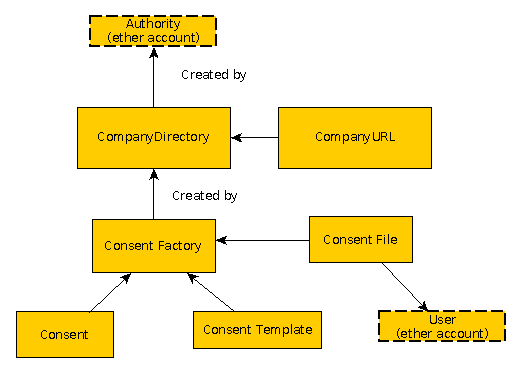 Authority
(ether account)
Created by
CompanyDirectory
CompanyURL
Created by
Consent Factory
Consent File
Consent
Consent Template
User
(ether account)